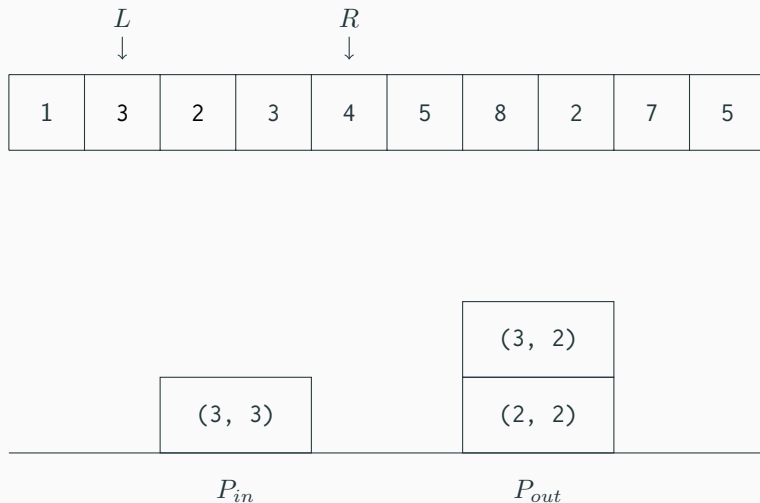 L R
↓ ↓
1 3 2 3 4 5 8 2 7 5
(3, 2)
(3, 3) (2, 2)
P_in P_out